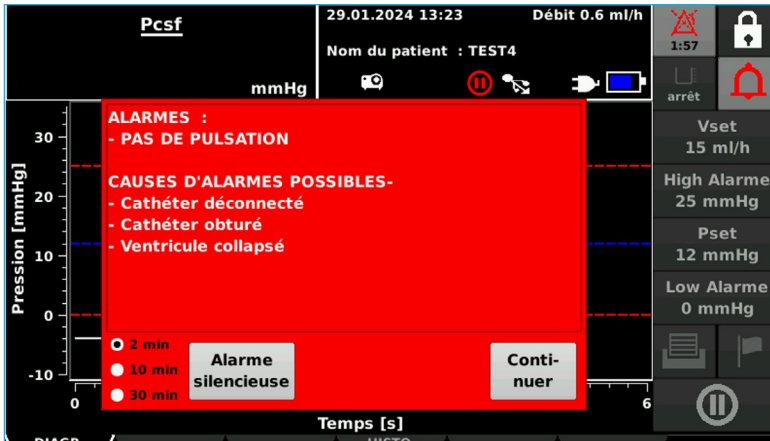 Pcsf
mmHg
29.01.2024 13:23 Débit 0.6 ml/h
Nom du patient : TEST4
1:57
arrêt
Vset
15 ml/h
High Alarme
25 mmHg
Pset
12 mmHg
Low Alarme
0 mmHg
Pression [mmHg]
30
20
10
0
-10
ALARMES :
- PAS DE PULSATION
CAUSES D'ALARMES POSSIBLES-
- Cathéter déconnecté
- Cathéter obturé
- Ventricule collapsé
2 min
10 min
30 min
Alarme
silencieuse
Conti-
nuer
0 6
Temps [s]
DIAGR HISTO